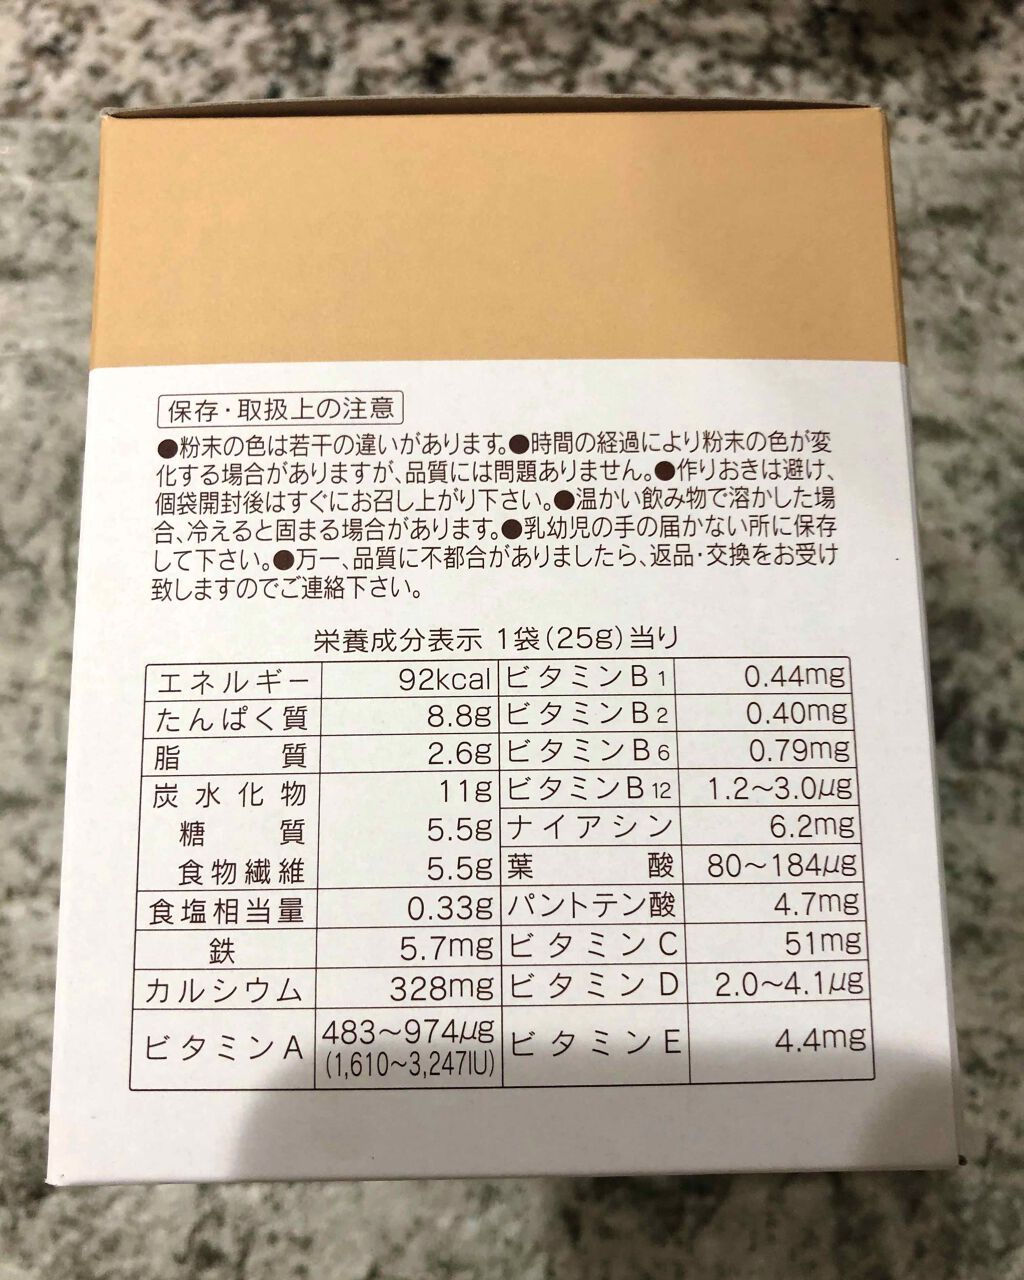 保存・取扱上の注意
●粉末の色は若干の違いがあります。●時間の経過により粉末の色が変
化する場合がありますが、品質には問題ありません。●作りおきは避け、
個袋開封後はすぐにお召し上がり下さい。●温かい飲み物で溶かした場
合、冷えると固まる場合があります。●乳幼児の手の届かない所に保存
して下さい。●万一、品質に不都合がありましたら、返品・交換をお受け
致しますのでご連絡下さい。
栄養成分表示 1袋(25g)当り
エネルギー 92kcal ビタミンB1 0.44mg
たんぱく質 8.8g ビタミンB2 0.40mg
脂質 2.6g ビタミンB6 0.79mg
炭水化物 11g ビタミンB12 1.2〜3.0μg
糖質 5.5g ナイアシン 6.2mg
食物繊維 5.5g 葉酸 80〜184μg
食塩相当量 0.33g パントテン酸 4.7mg
鉄 5.7mg ビタミンC 51mg
カルシウム 328mg ビタミンD 2.0〜4.1μg
ビタミンA 483〜974μg (1,610〜3,247IU) ビタミンE 4.4mg